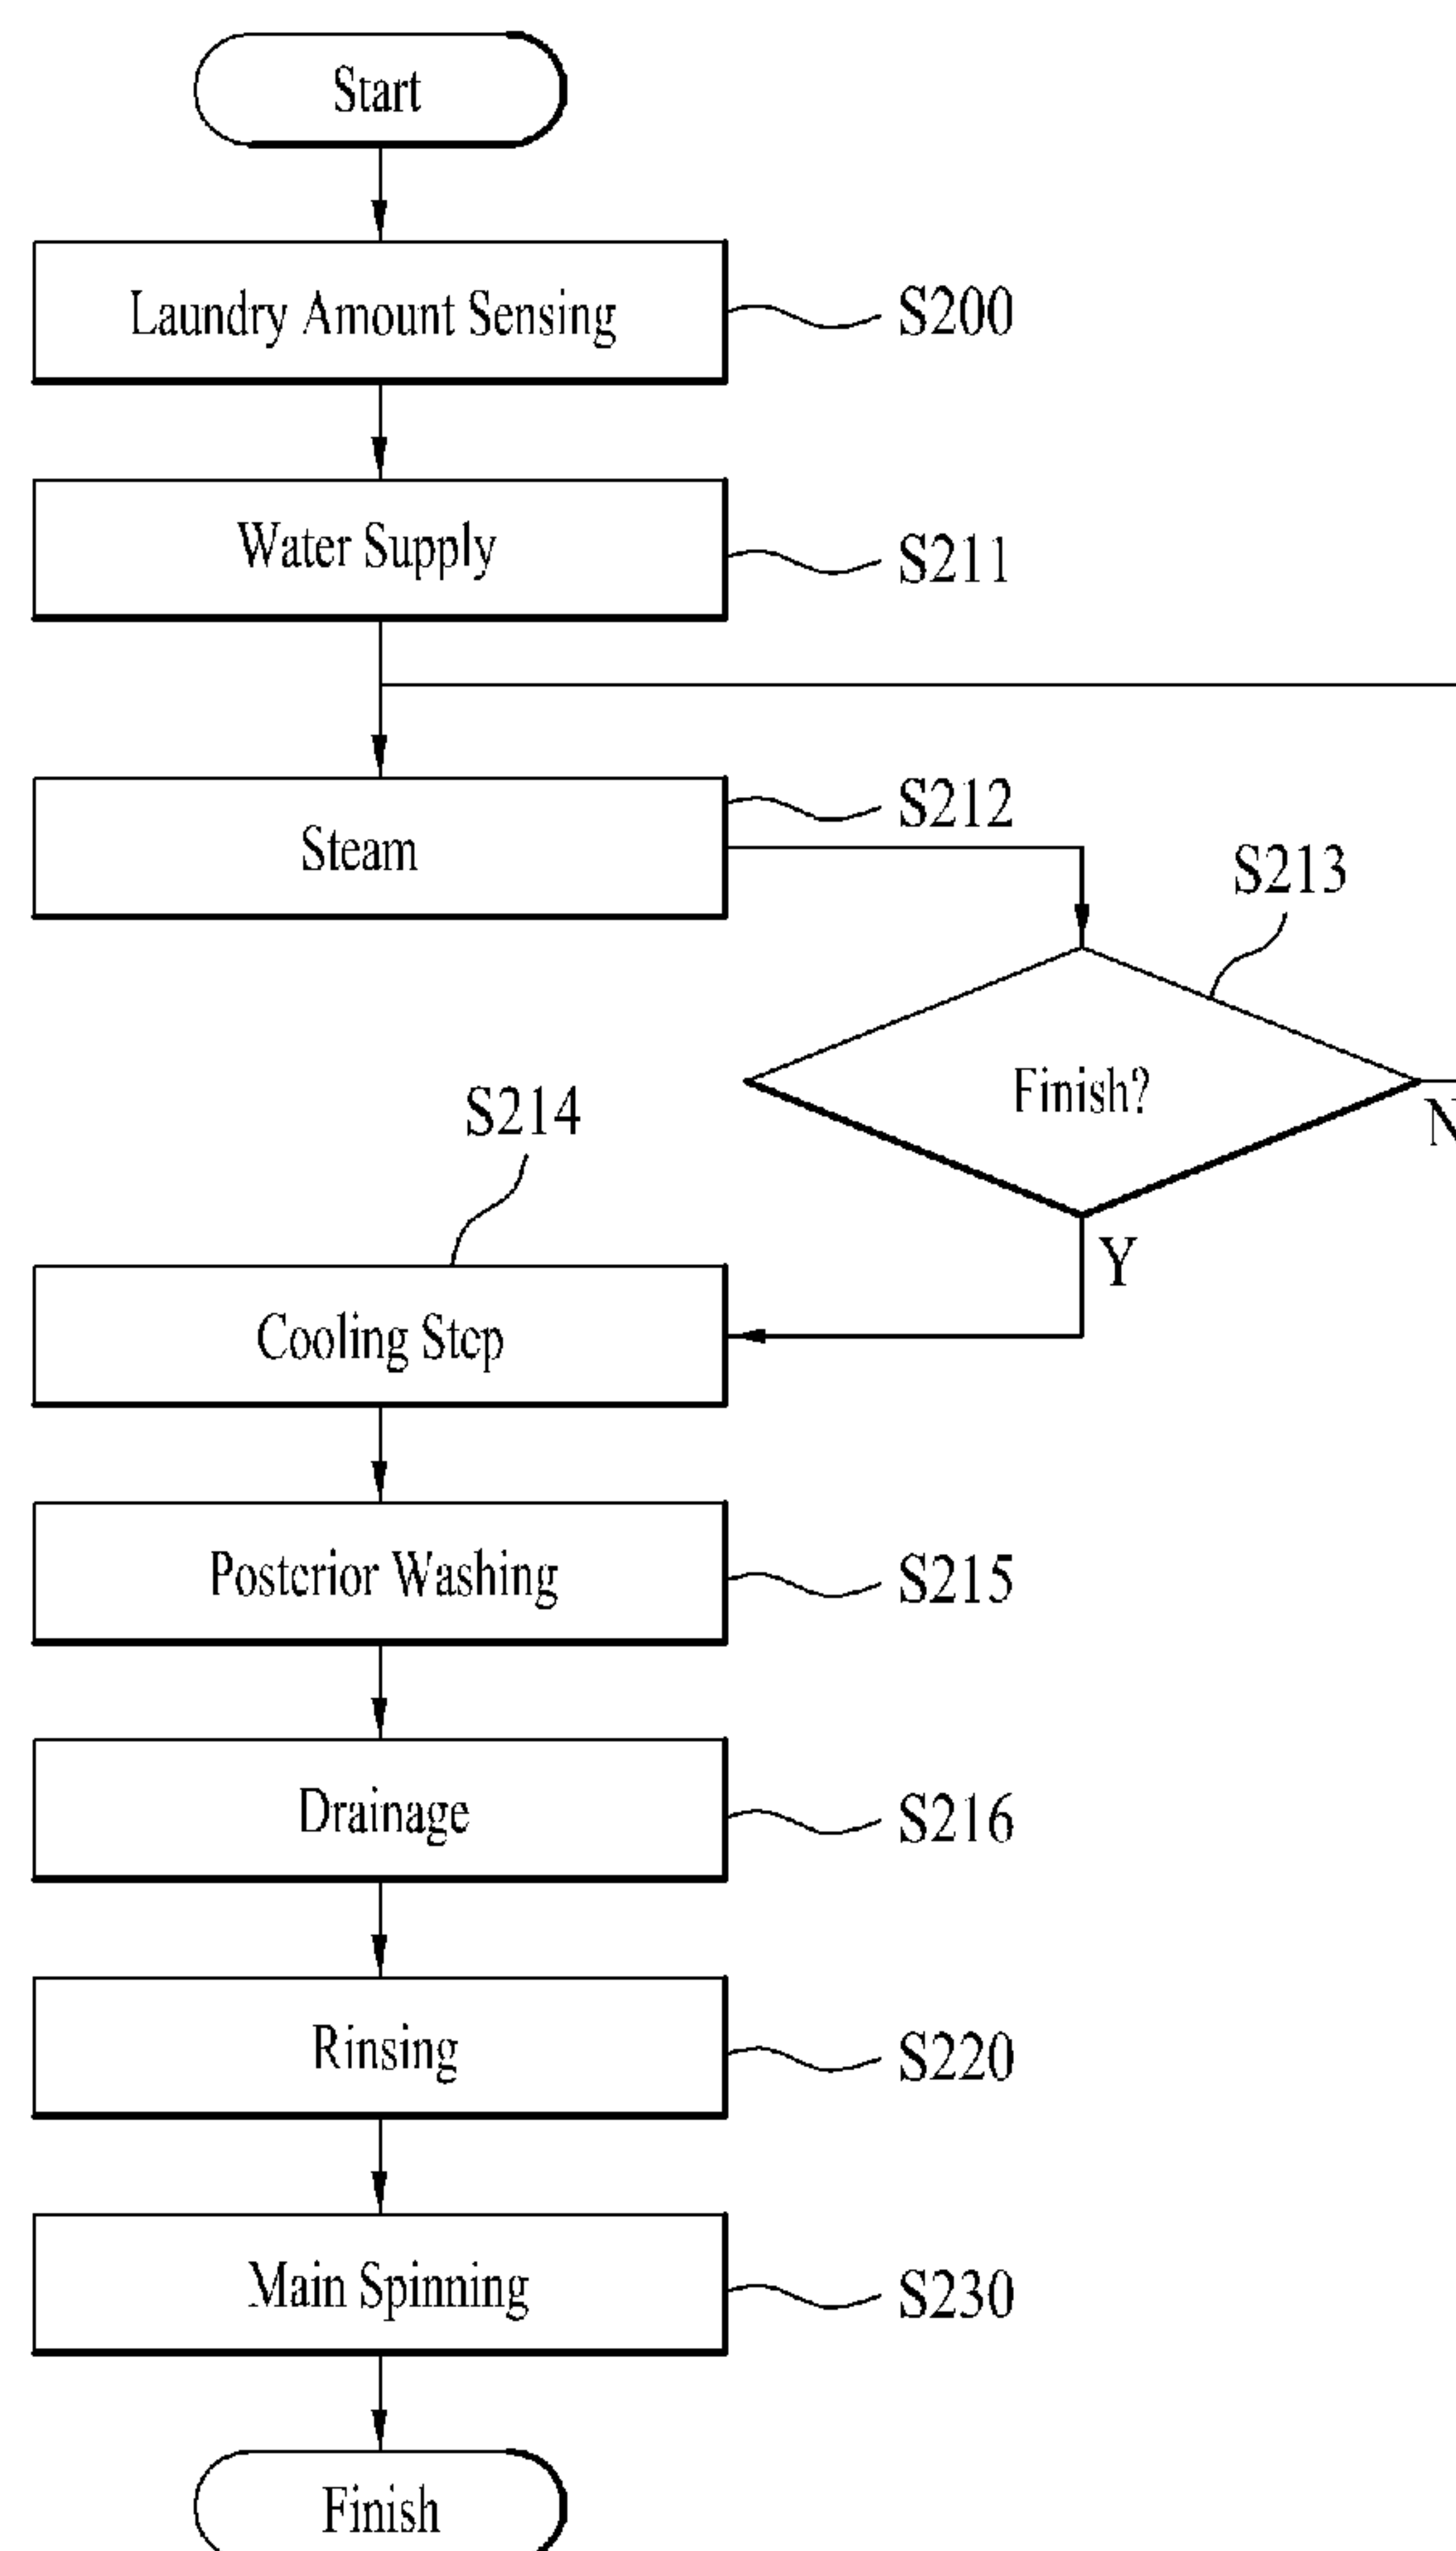 Start
Laundry Amount Sensing
S200
Water Supply
S211
Steam
S212
S213
Finish?
N
Y
S214
Cooling Step
Posterior Washing
S215
Drainage
S216
Rinsing
S220
Main Spinning
S230
Finish